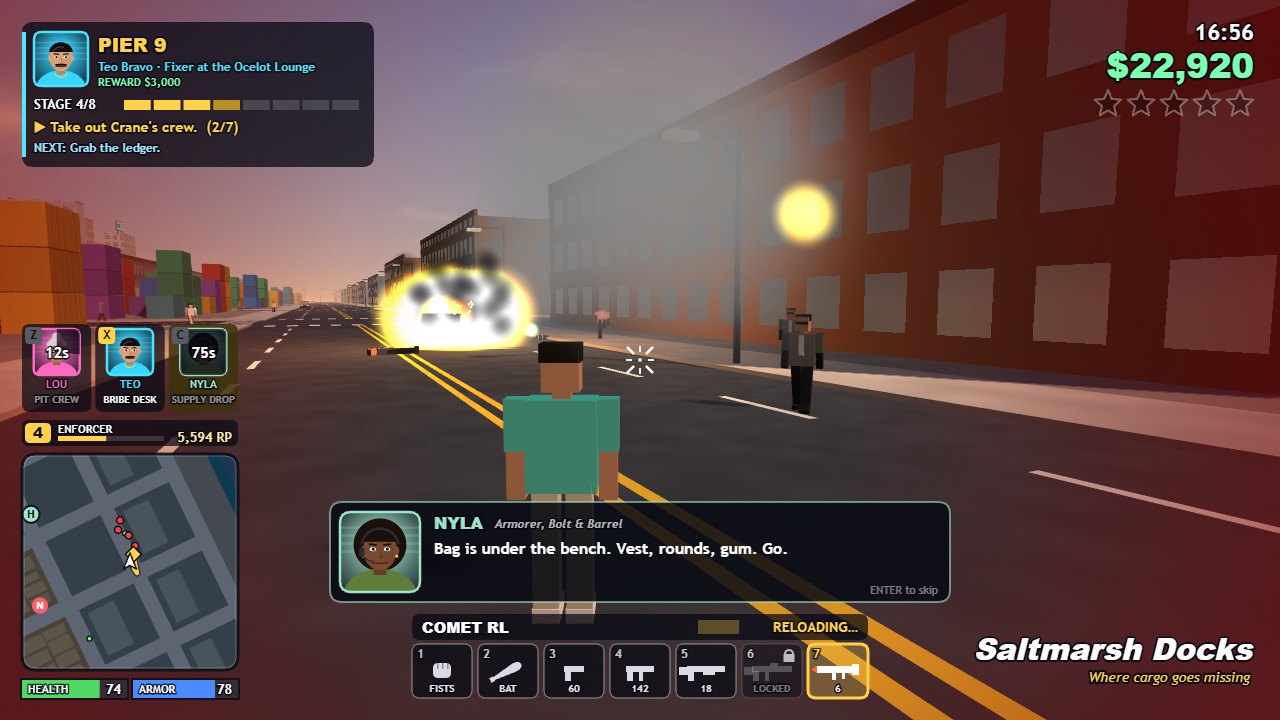 PIER 9
Teo Bravo · Fixer at the Ocelot Lounge
REWARD $3,000
STAGE 4/8
Take out Crane's crew. (2/7)
NEXT: Grab the ledger.
16:56
$22,920
Z
12s
LOU
PIT CREW
X
TEO
BRIBE DESK
C
75s
NYLA
SUPPLY DROP
4
ENFORCER
5,594 RP
H
N
HEALTH 74
ARMOR 78
NYLA Armorer, Bolt & Barrel
Bag is under the bench. Vest, rounds, gum. Go.
ENTER to skip
COMET RL
RELOADING...
1
FISTS
2
BAT
3
60
4
142
5
18
6
LOCKED
7
6
Saltmarsh Docks
Where cargo goes missing